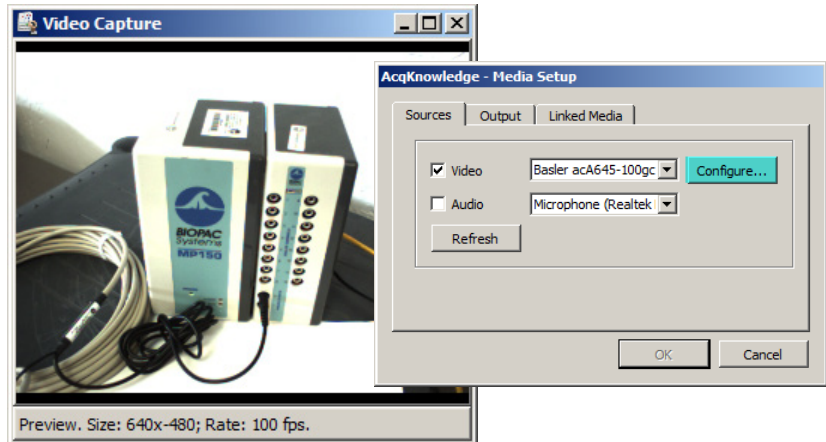 Video Capture
BIOPAC
Systems
MP150
Preview. Size: 640x-480; Rate: 100 fps.
AcqKnowledge - Media Setup
Sources
Output
Linked Media
Video
Basler acA645-100gc
Configure...
Audio
Microphone (Realtek
Refresh
OK
Cancel